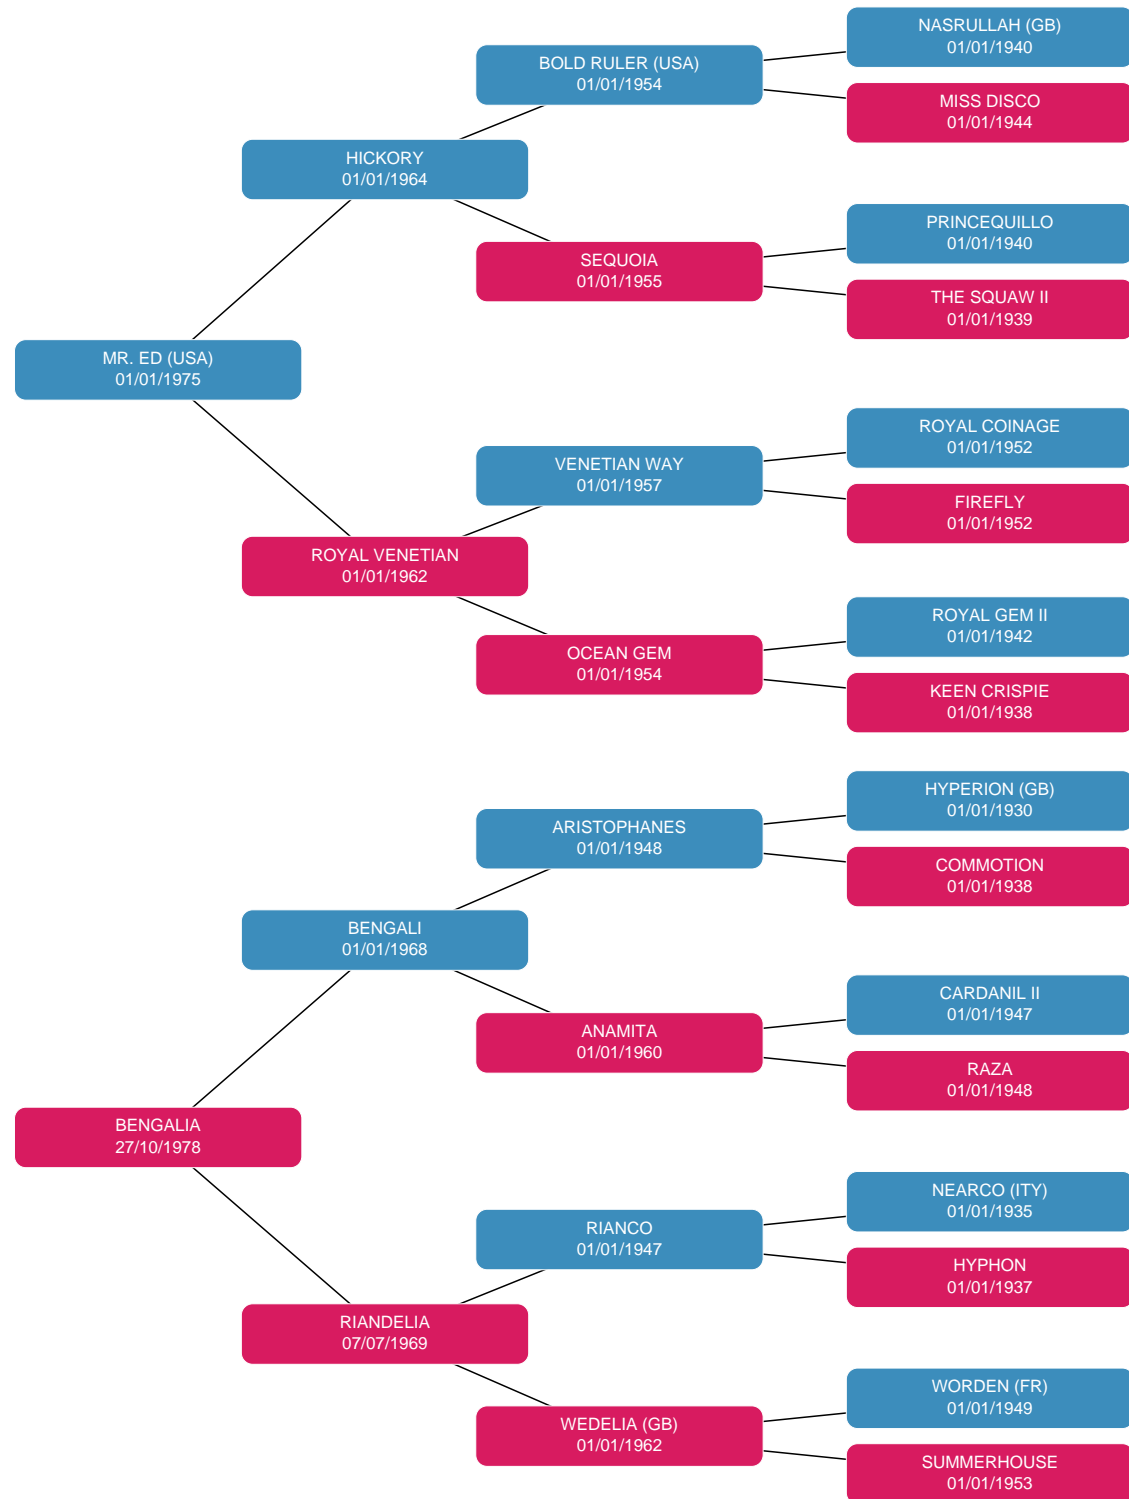 NASRULLAH (GB)
01/01/1940
BOLD RULER (USA)
01/01/1954
MISS DISCO
01/01/1944
HICKORY
01/01/1964
PRINCEQUILLO
01/01/1940
SEQUOIA
01/01/1955
THE SQUAW II
01/01/1939
MR. ED (USA)
01/01/1975
ROYAL COINAGE
01/01/1952
VENETIAN WAY
01/01/1957
FIREFLY
01/01/1952
ROYAL VENETIAN
01/01/1962
ROYAL GEM II
01/01/1942
OCEAN GEM
01/01/1954
KEEN CRISPIE
01/01/1938
HYPERION (GB)
01/01/1930
ARISTOPHANES
01/01/1948
COMMOTION
01/01/1938
BENGALI
01/01/1968
CARDANIL II
01/01/1947
ANAMITA
01/01/1960
RAZA
01/01/1948
BENGALIA
27/10/1978
NEARCO (ITY)
01/01/1935
RIANCO
01/01/1947
HYPHON
01/01/1937
RIANDELIA
07/07/1969
WORDEN (FR)
01/01/1949
WEDELIA (GB)
01/01/1962
SUMMERHOUSE
01/01/1953